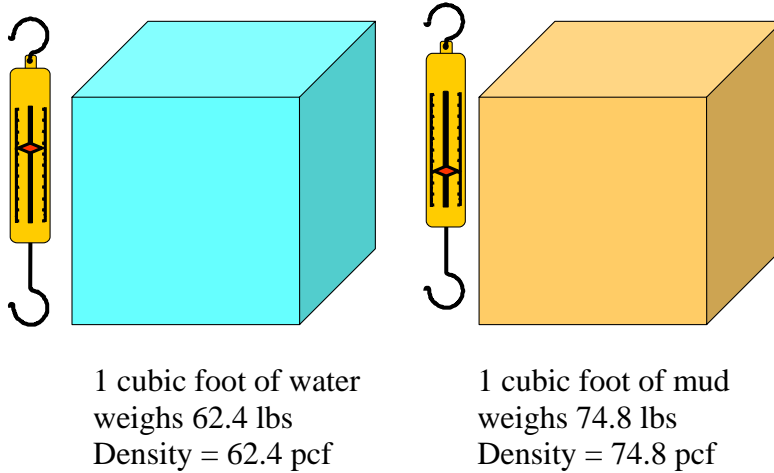 1 cubic foot of water
weighs 62.4 lbs
Density = 62.4 pcf
1 cubic foot of mud
weighs 74.8 lbs
Density = 74.8 pcf